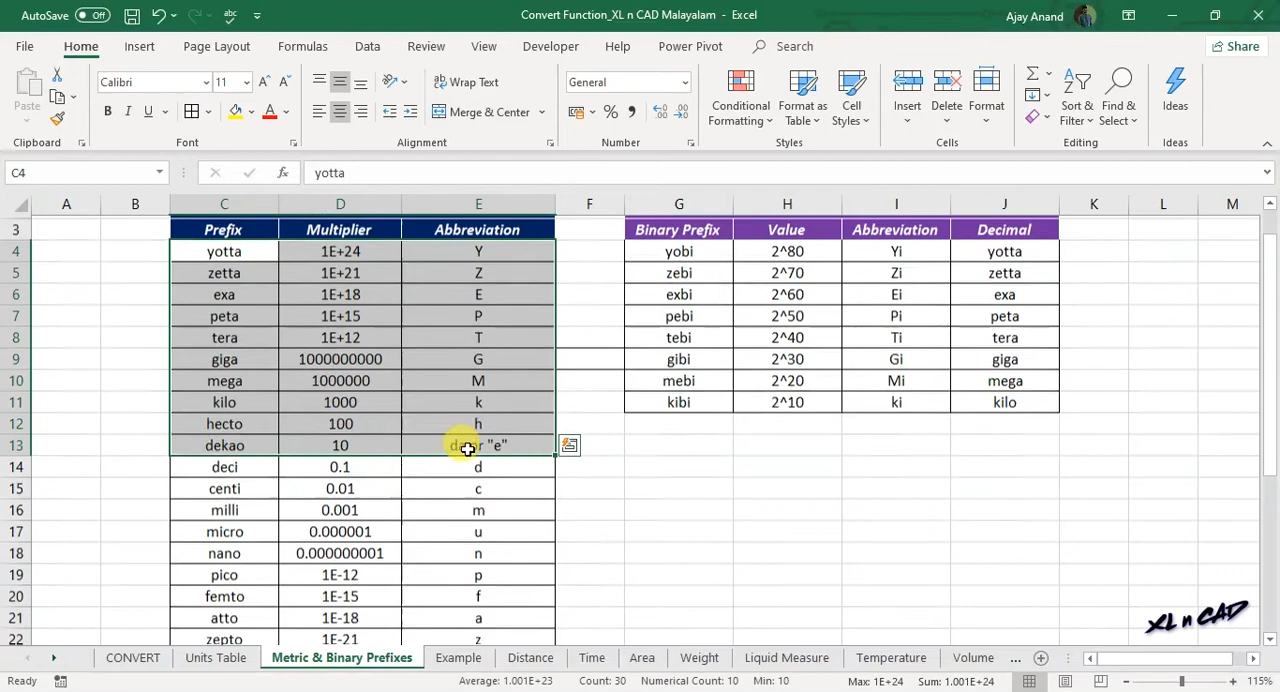 AutoSave Off
Convert Function_XL n CAD Malayalam - Excel
Ajay Anand
File Home Insert Page Layout Formulas Data Review View Developer Help Power Pivot Search Share
Paste
Calibri 11
Wrap Text
Merge & Center
General
Conditional Formatting
Format as Table
Cell Styles
Insert Delete Format
Sort & Filter
Find & Select
Ideas
Clipboard Font Alignment Number Styles Cells Editing Ideas
C4 fx yotta
A B C D E F G H I J K L M
3 Prefix Multiplier Abbreviation Binary Prefix Value Abbreviation Decimal
4 yotta 1E+24 Y yobi 2^80 Yi yotta
5 zetta 1E+21 Z zebi 2^70 Zi zetta
6 exa 1E+18 E exbi 2^60 Ei exa
7 peta 1E+15 P pebi 2^50 Pi peta
8 tera 1E+12 T tebi 2^40 Ti tera
9 giga 1000000000 G gibi 2^30 Gi giga
10 mega 1000000 M mebi 2^20 Mi mega
11 kilo 1000 k kibi 2^10 ki kilo
12 hecto 100 h
13 dekao 10 "e"
14 deci 0.1 d
15 centi 0.01 c
16 milli 0.001 m
17 micro 0.000001 u
18 nano 0.000000001 n
19 pico 1E-12 p
20 femto 1E-15 f
21 atto 1E-18 a
22 zepto 1E-21 z
XL n CAD
CONVERT Units Table Metric & Binary Prefixes Example Distance Time Area Weight Liquid Measure Temperature Volume ...
Ready Average: 1.001E+23 Count: 30 Numerical Count: 10 Min: 10 Max: 1E+24 Sum: 1.001E+24 115%